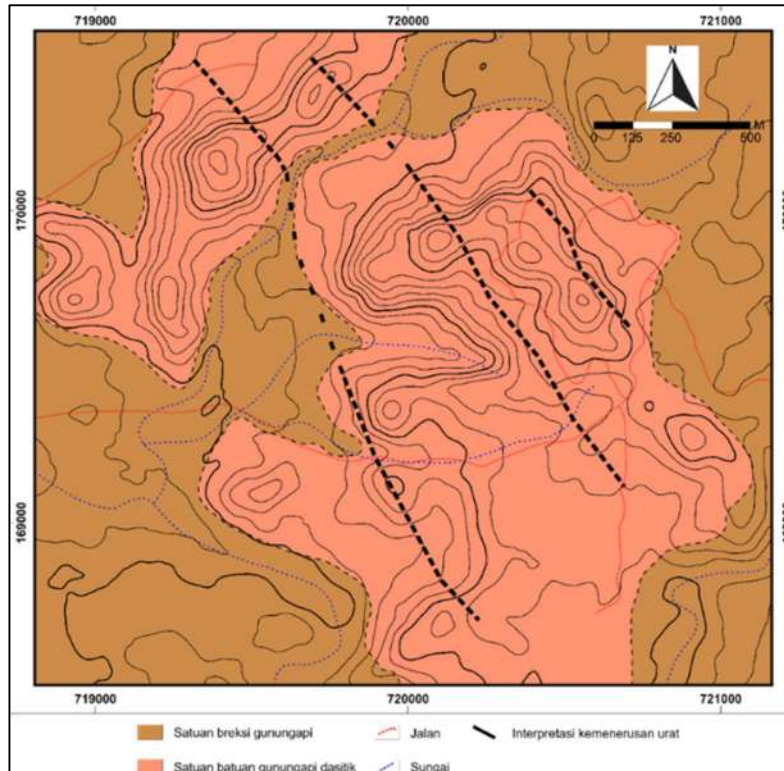 719000 720000 721000
N
M
0 125 250 500
170000
169000
719000 720000 721000
Satuan breksi gunungapi
Jalan
Interpretasi kemenerusan urat
Satuan batuan gunungapi dasitik
Sungai